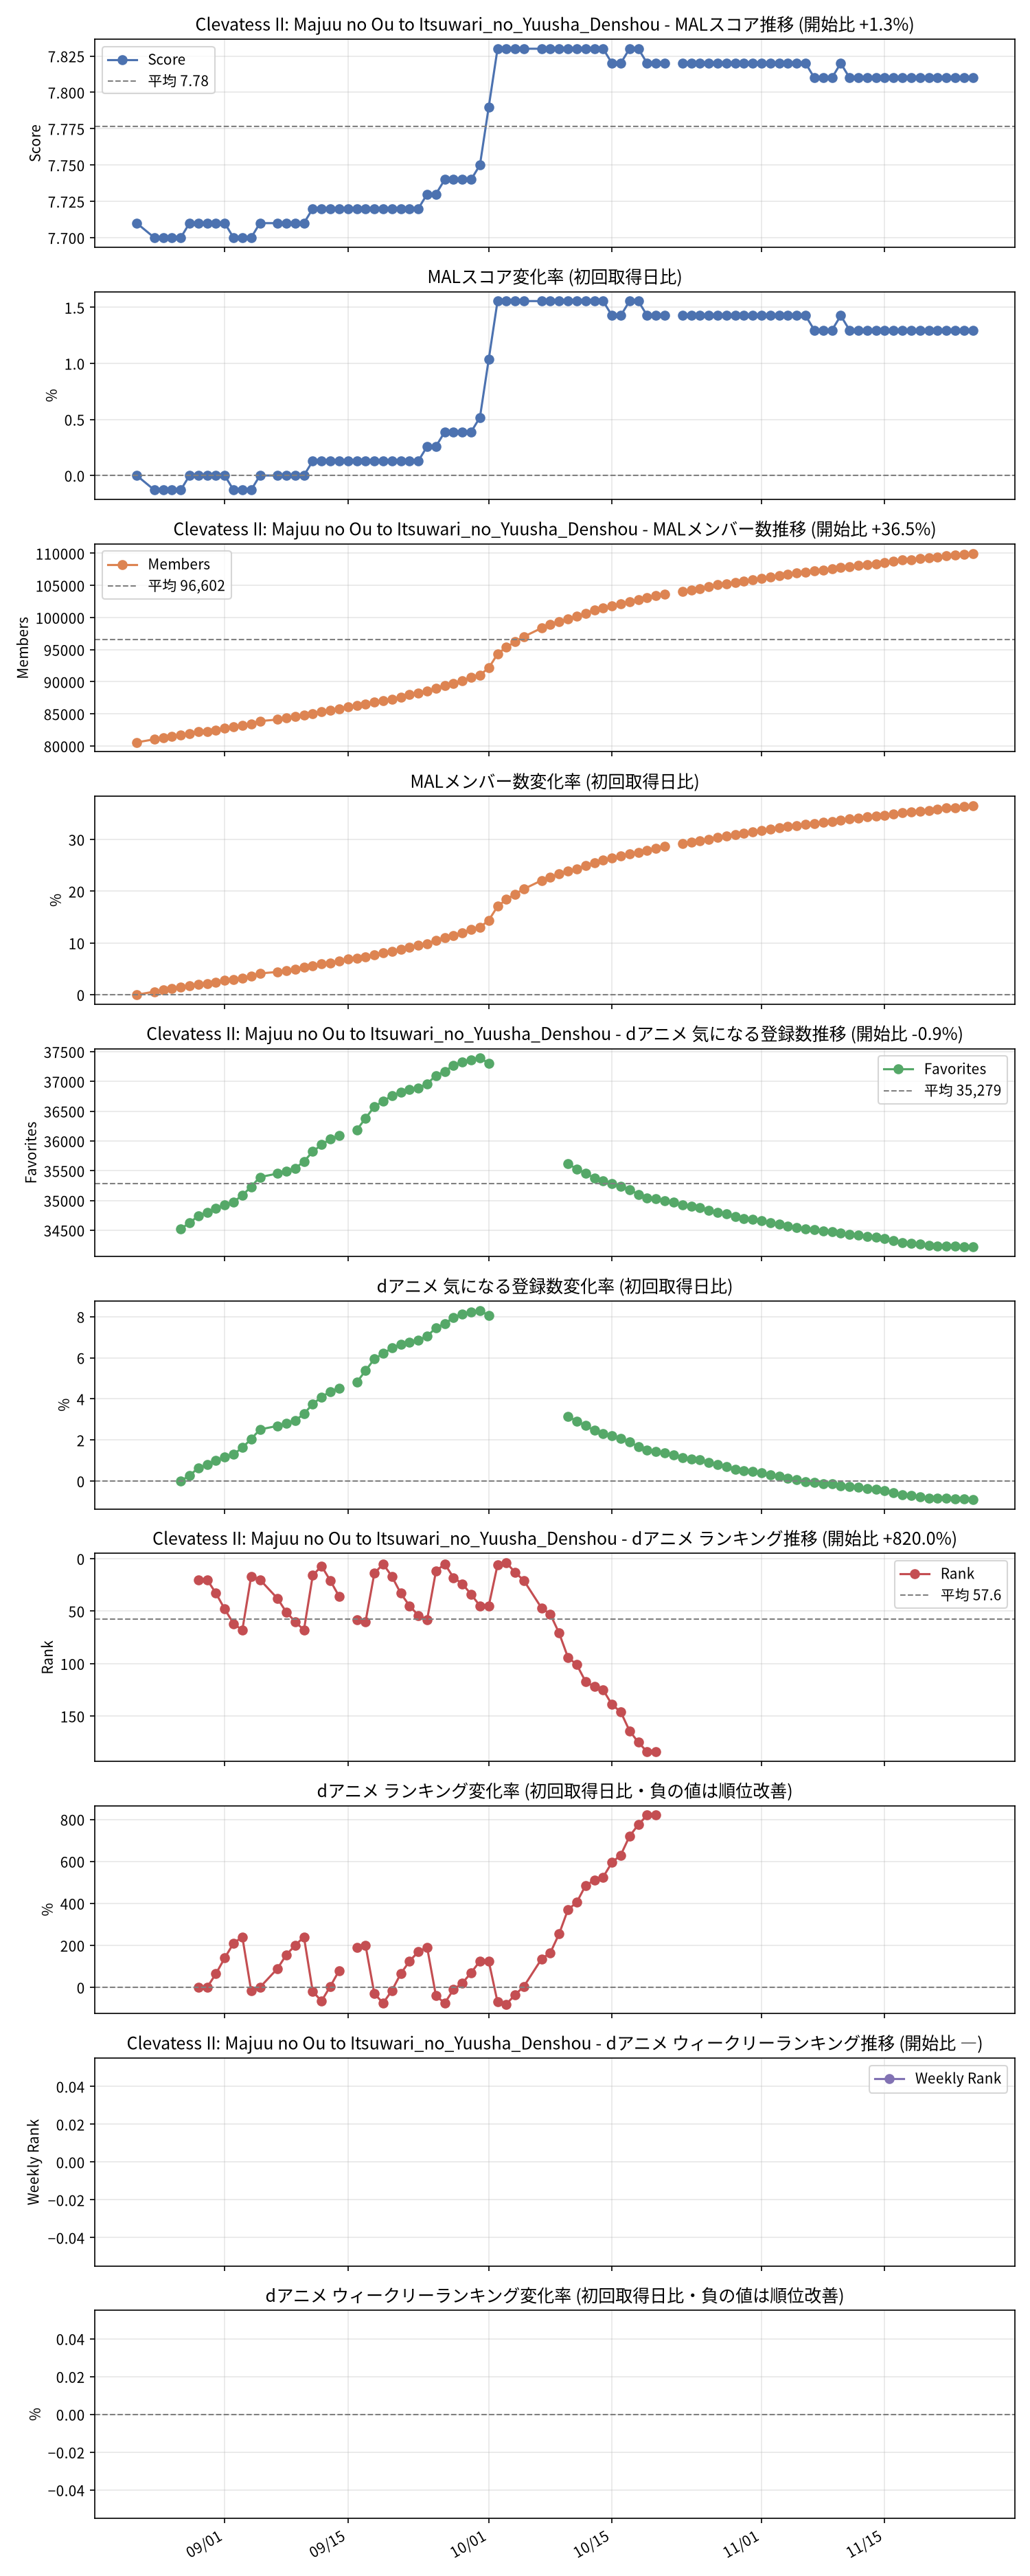 Clevatess II: Majuu no Ou to Itsuwari_no_Yuusha_Denshou - MALスコア推移 (開始比 +1.3%)
Score
平均 7.78
Score
7.825
7.800
7.775
7.750
7.725
7.700
MALスコア変化率 (初回取得日比)
%
1.5
1.0
0.5
0.0
Clevatess II: Majuu no Ou to Itsuwari_no_Yuusha_Denshou - MALメンバー数推移 (開始比 +36.5%)
Members
平均 96,602
Members
110000
105000
100000
95000
90000
85000
80000
MALメンバー数変化率 (初回取得日比)
%
30
20
10
0
Clevatess II: Majuu no Ou to Itsuwari_no_Yuusha_Denshou - dアニメ 気になる登録数推移 (開始比 -0.9%)
Favorites
平均 35,279
Favorites
37500
37000
36500
36000
35500
35000
34500
dアニメ 気になる登録数変化率 (初回取得日比)
%
8
6
4
2
0
Clevatess II: Majuu no Ou to Itsuwari_no_Yuusha_Denshou - dアニメ ランキング推移 (開始比 +820.0%)
Rank
平均 57.6
Rank
0
50
100
150
dアニメ ランキング変化率 (初回取得日比・負の値は順位改善)
%
800
600
400
200
0
Clevatess II: Majuu no Ou to Itsuwari_no_Yuusha_Denshou - dアニメ ウィークリーランキング推移 (開始比 —)
Weekly Rank
Weekly Rank
0.04
0.02
0.00
−0.02
−0.04
dアニメ ウィークリーランキング変化率 (初回取得日比・負の値は順位改善)
%
0.04
0.02
0.00
−0.02
−0.04
09/01
09/15
10/01
10/15
11/01
11/15